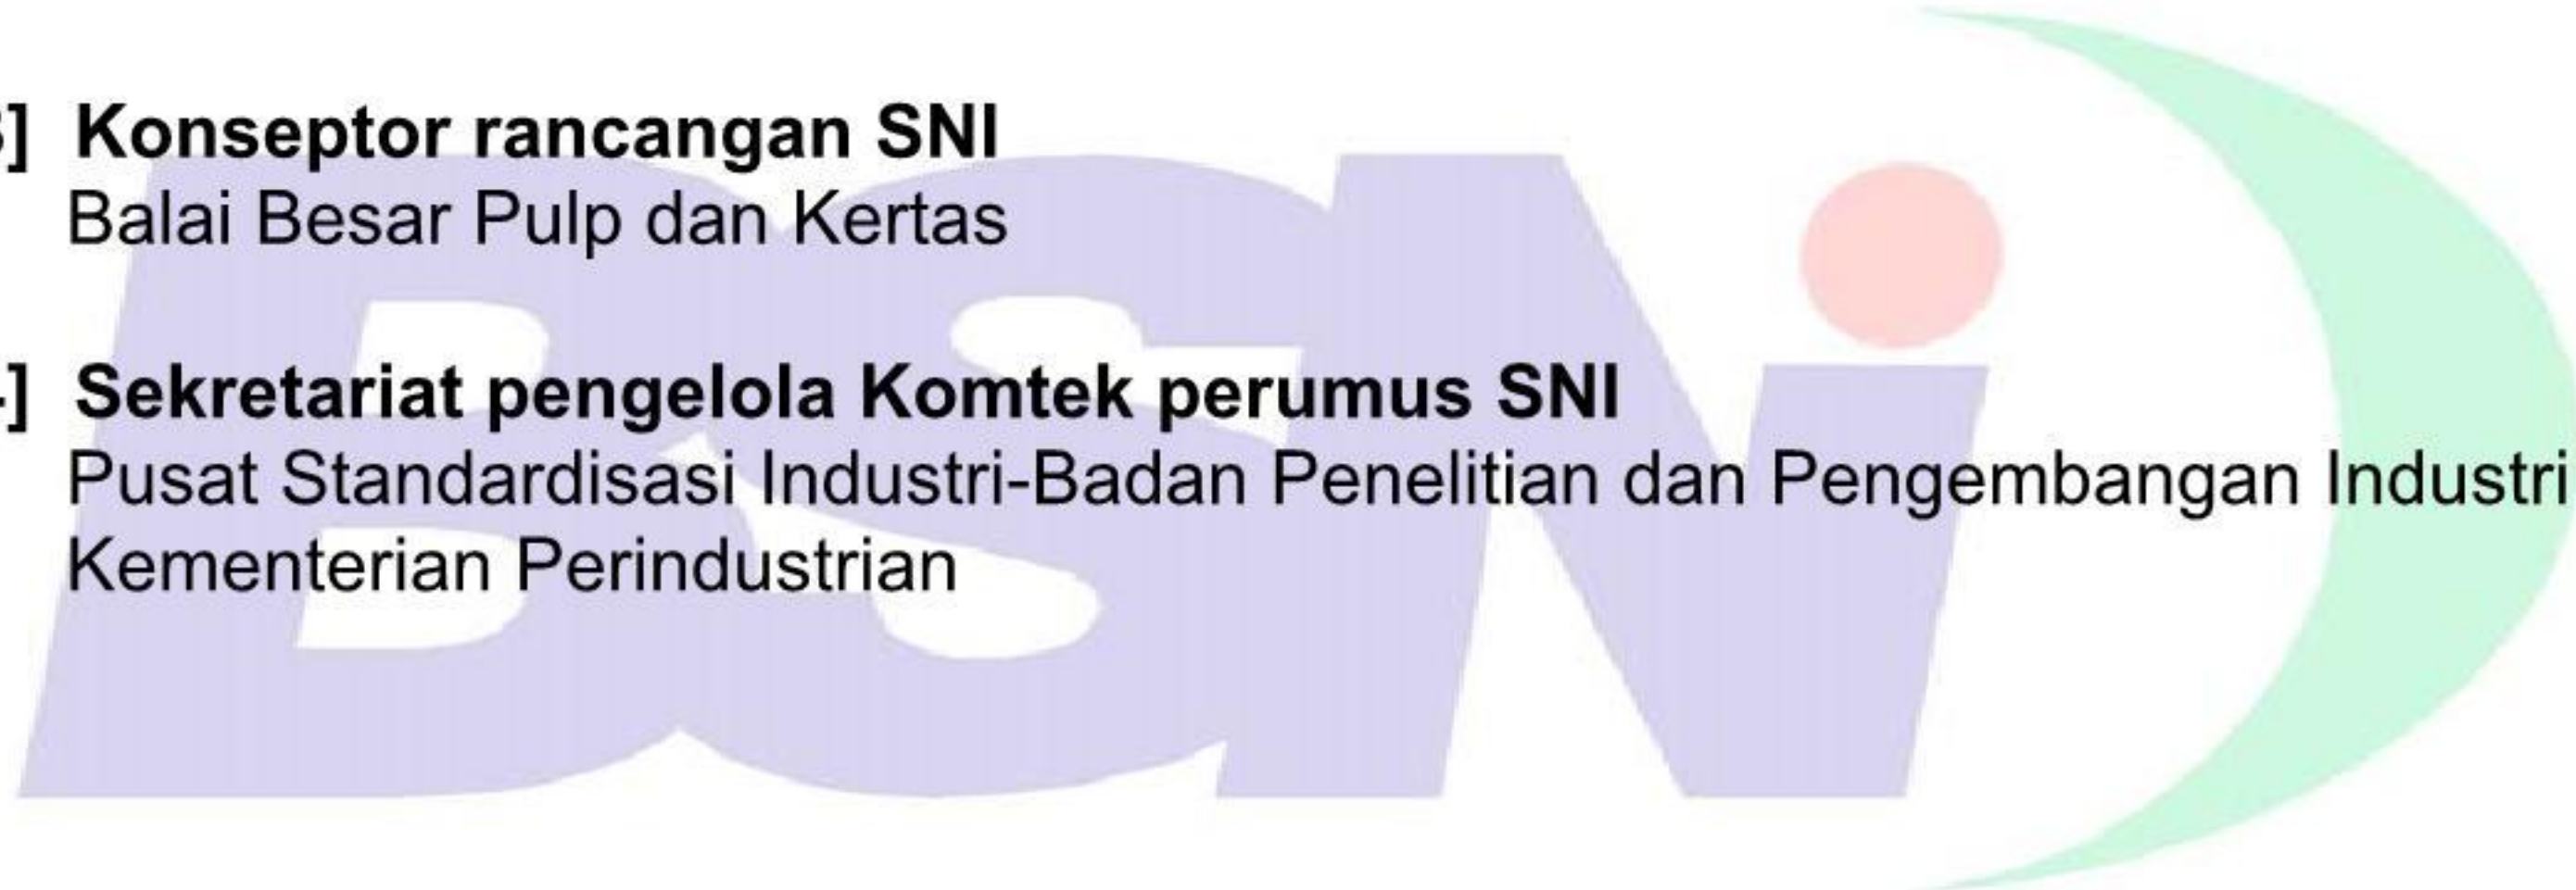 ] Konseptor rancangan SNI
Balai Besar Pulp dan Kertas
] Sekretariat pengelola Komtek perumus SNI
Pusat Standardisasi Industri-Badan Penelitian dan Pengembangan Industri
Kementerian Perindustrian
BSNi